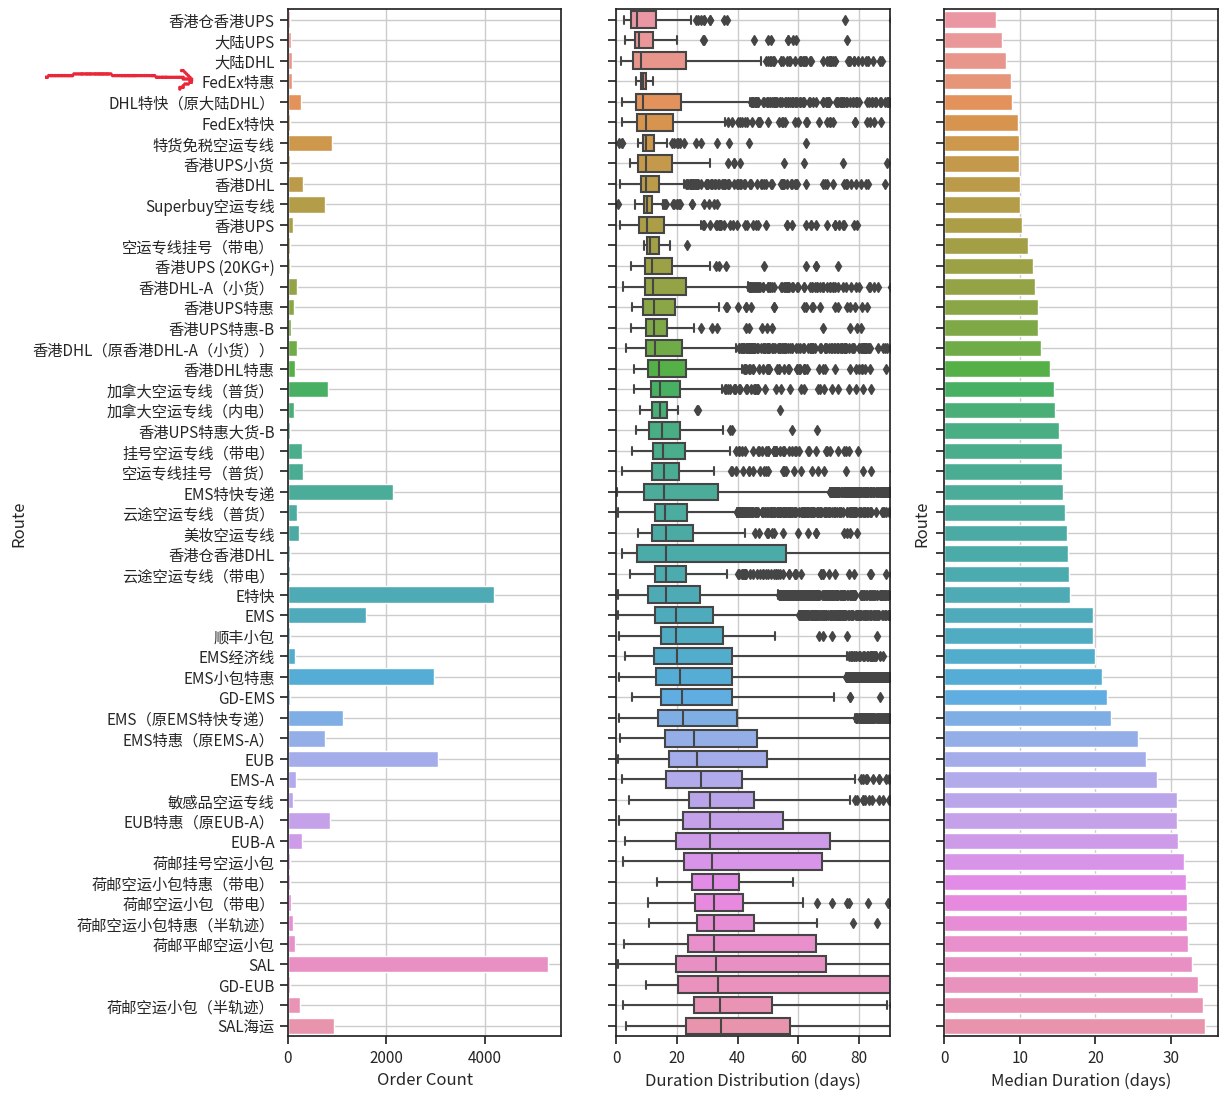 香港仓香港UPS
大陆UPS
大陆DHL
FedEx特惠
DHL特快（原大陆DHL）
FedEx特快
特货免税空运专线
香港UPS小货
香港DHL
Superbuy空运专线
香港UPS
空运专线挂号（带电）
香港UPS (20KG+)
香港DHL-A（小货）
香港UPS特惠
香港UPS特惠-B
香港DHL（原香港DHL-A（小货））
香港DHL特惠
加拿大空运专线（普货）
加拿大空运专线（内电）
香港UPS特惠大货-B
挂号空运专线（带电）
空运专线挂号（普货）
EMS特快专递
云途空运专线（普货）
美妆空运专线
香港仓香港DHL
云途空运专线（带电）
E特快
EMS
顺丰小包
EMS经济线
EMS小包特惠
GD-EMS
EMS（原EMS特快专递）
EMS特惠（原EMS-A）
EUB
EMS-A
敏感品空运专线
EUB特惠（原EUB-A）
EUB-A
荷邮挂号空运小包
荷邮空运小包特惠（带电）
荷邮空运小包（带电）
荷邮空运小包特惠（半轨迹）
荷邮平邮空运小包
SAL
GD-EUB
荷邮空运小包（半轨迹）
SAL海运
Route
0 2000 4000
Order Count
0 20 40 60 80
Duration Distribution (days)
Route
0 10 20 30
Median Duration (days)